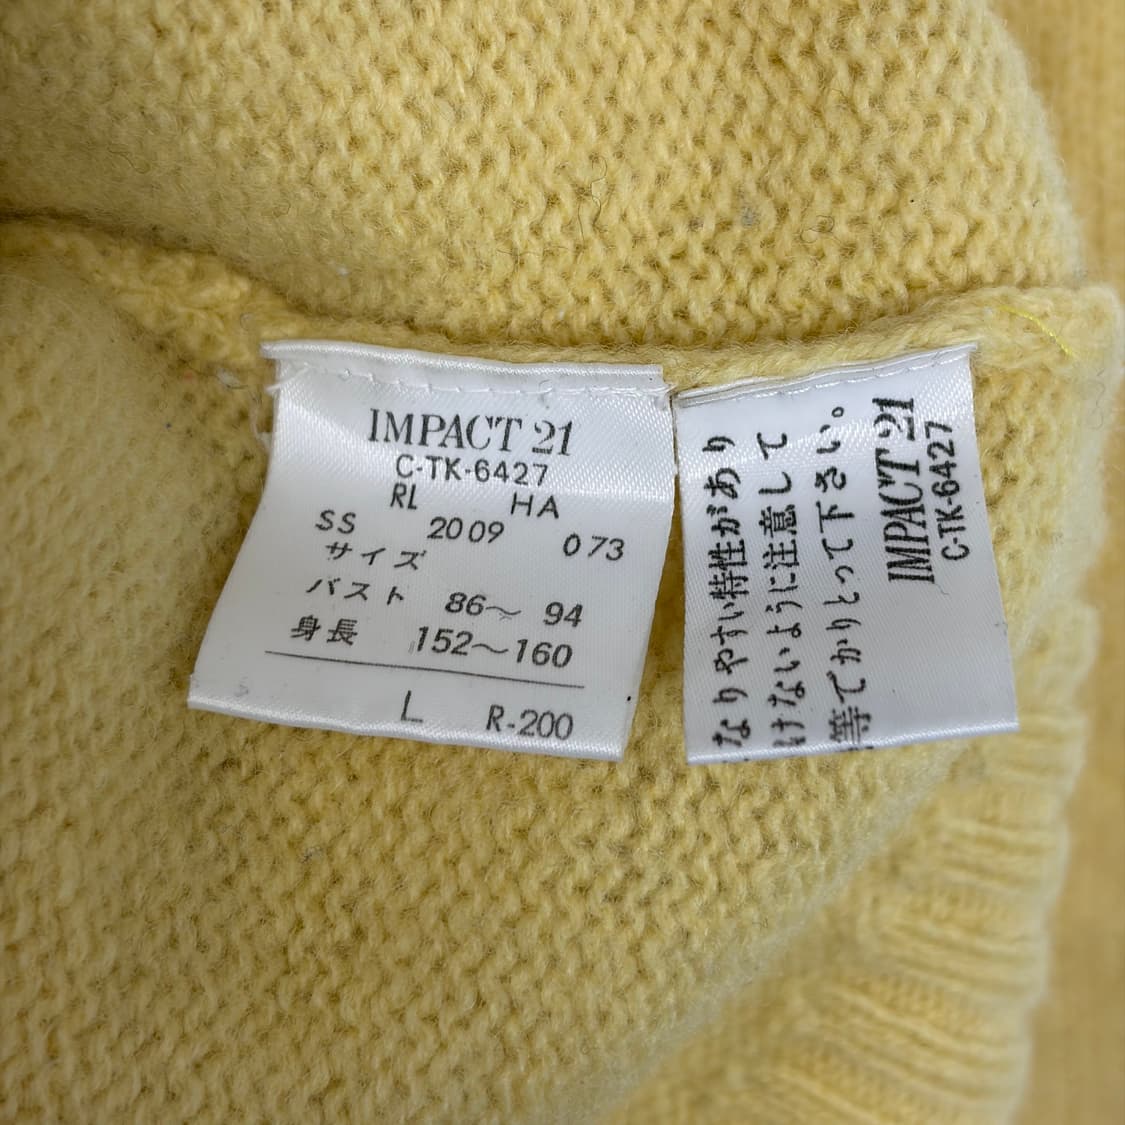 IMPACT 21
C-TK-6427
RL HA
SS 2009 073
サイズ
バスト 86～ 94
身長 152～160
L R-200
なりやすい特性があり
けないように注意して
等てかりとって下さい。
IMPACT 21
C-TK-6427